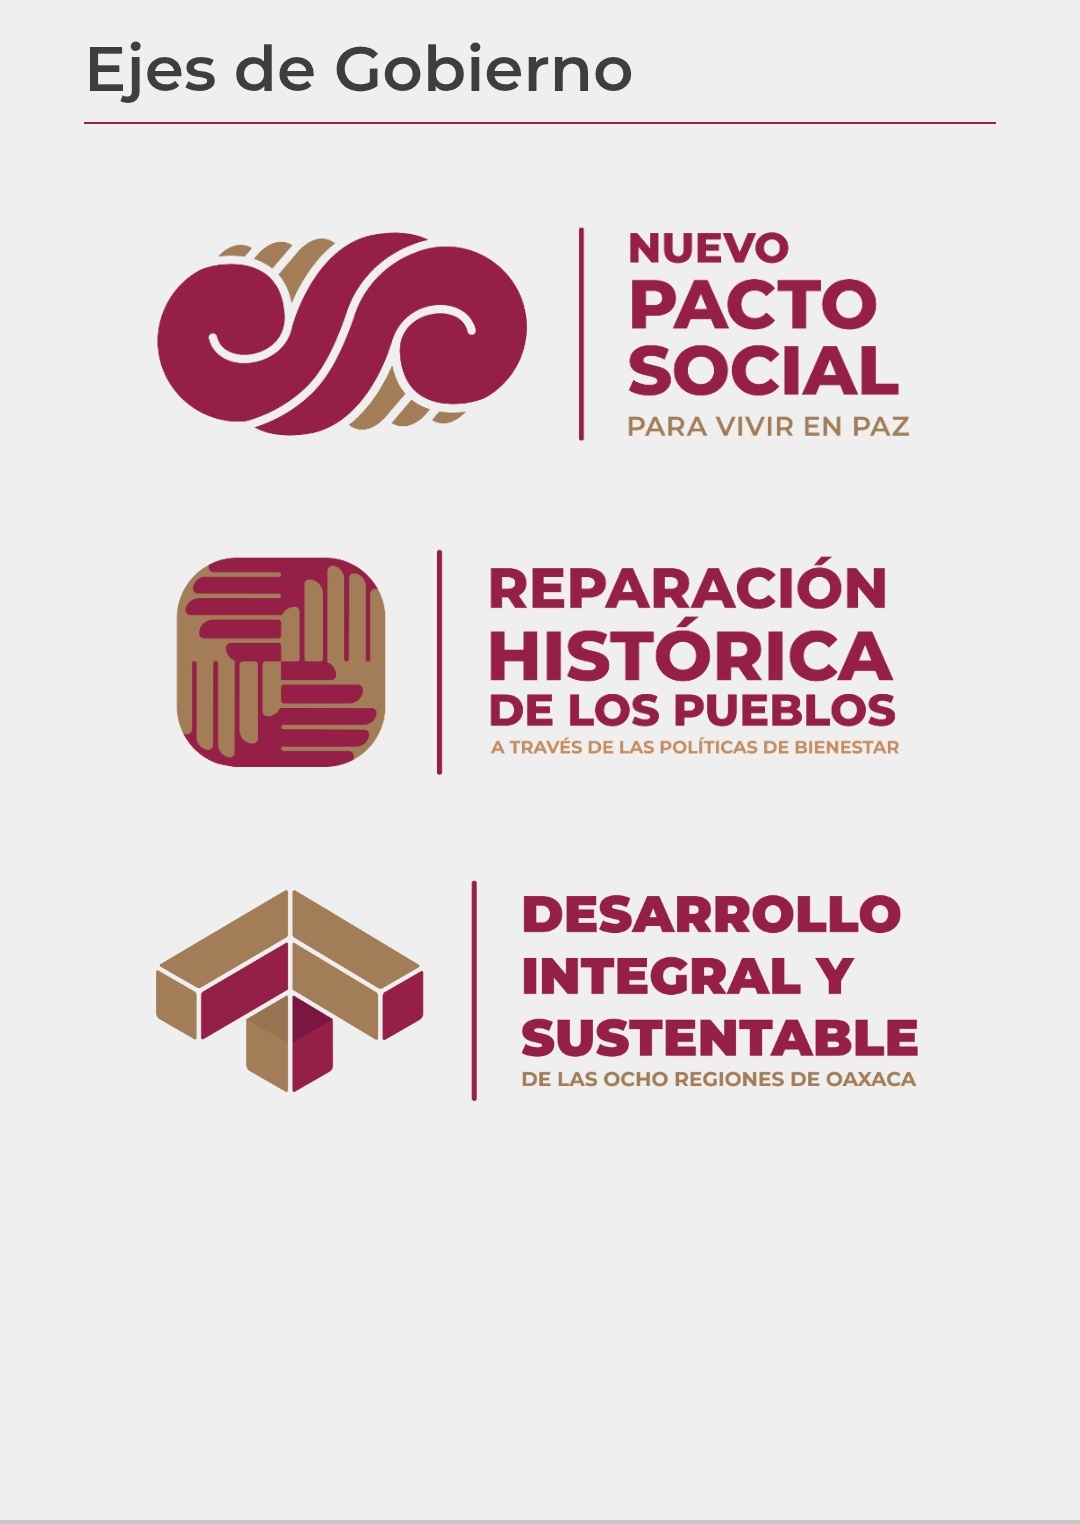 Ejes de Gobierno
NUEVO
PACTO
SOCIAL
PARA VIVIR EN PAZ
REPARACIÓN
HISTÓRICA
DE LOS PUEBLOS
A TRAVÉS DE LAS POLÍTICAS DE BIENESTAR
DESARROLLO
INTEGRAL Y
SUSTENTABLE
DE LAS OCHO REGIONES DE OAXACA